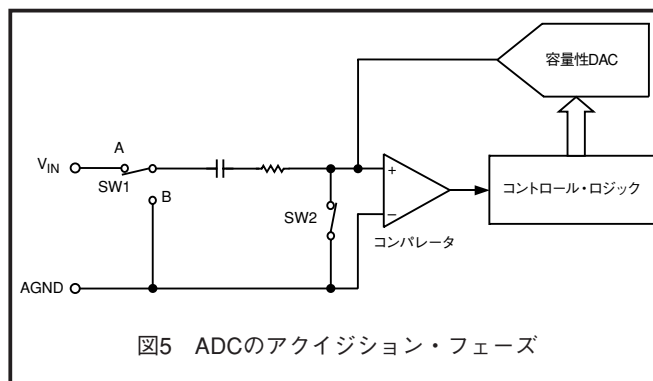 容量性DAC
A
VIN
SW1
B
SW2
+
−
コンパレータ
コントロール・ロジック
AGND
図5 ADCのアクイジション・フェーズ